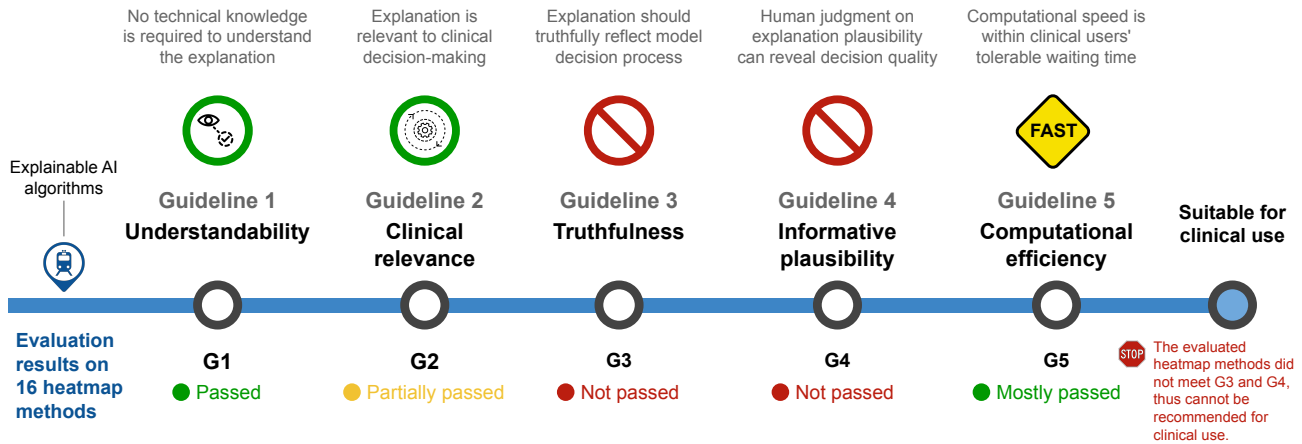 No technical knowledge
is required to understand
the explanation
Explanation is
relevant to clinical
decision-making
Explanation should
truthfully reflect model
decision process
Human judgment on
explanation plausibility
can reveal decision quality
Computational speed is
within clinical users'
tolerable waiting time
FAST
Explainable AI
algorithms
Guideline 1
Understandability
Guideline 2
Clinical
relevance
Guideline 3
Truthfulness
Guideline 4
Informative
plausibility
Guideline 5
Computational
efficiency
Suitable for
clinical use
Evaluation
results on
16 heatmap
methods
G1
Passed
G2
Partially passed
G3
Not passed
G4
Not passed
G5
Mostly passed
STOP
The evaluated
heatmap methods did
not meet G3 and G4,
thus cannot be
recommended for
clinical use.